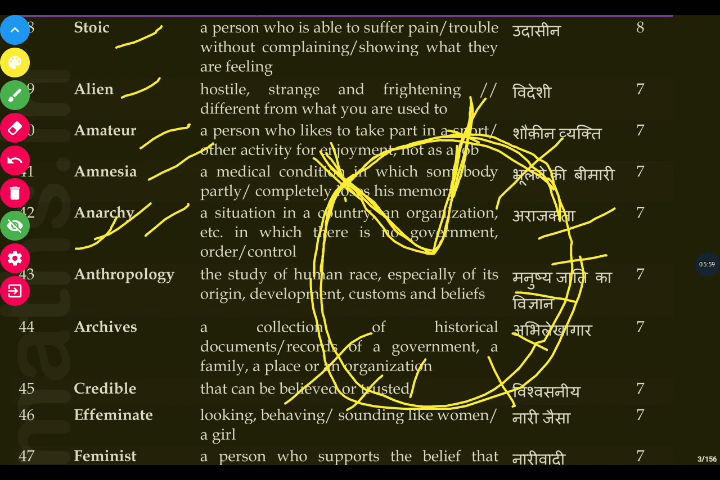 8 Stoic a person who is able to suffer pain/trouble उदासीन 8
without complaining/showing what they
are feeling
9 Alien hostile, strange and frightening // विदेशी 7
different from what you are used to
0 Amateur a person who likes to take part in a sport/ शौकीन व्यक्ति 7
other activity for enjoyment, not as a job
41 Amnesia a medical condition in which somebody भूलने की बीमारी 7
partly/ completely loses his memory
42 Anarchy a situation in a country, an organization, अराजकता 7
etc. in which there is no government,
order/control
43 Anthropology the study of human race, especially of its मनुष्य जाति का 7
origin, development, customs and beliefs विज्ञान
44 Archives a collection of historical अभिलेखागार 7
documents/records of a government, a
family, a place or an organization
45 Credible that can be believed or trusted विश्वसनीय 7
46 Effeminate looking, behaving/ sounding like women/ नारी जैसा 7
a girl
47 Feminist a person who supports the belief that नारीवादी 7
05:59
3/156